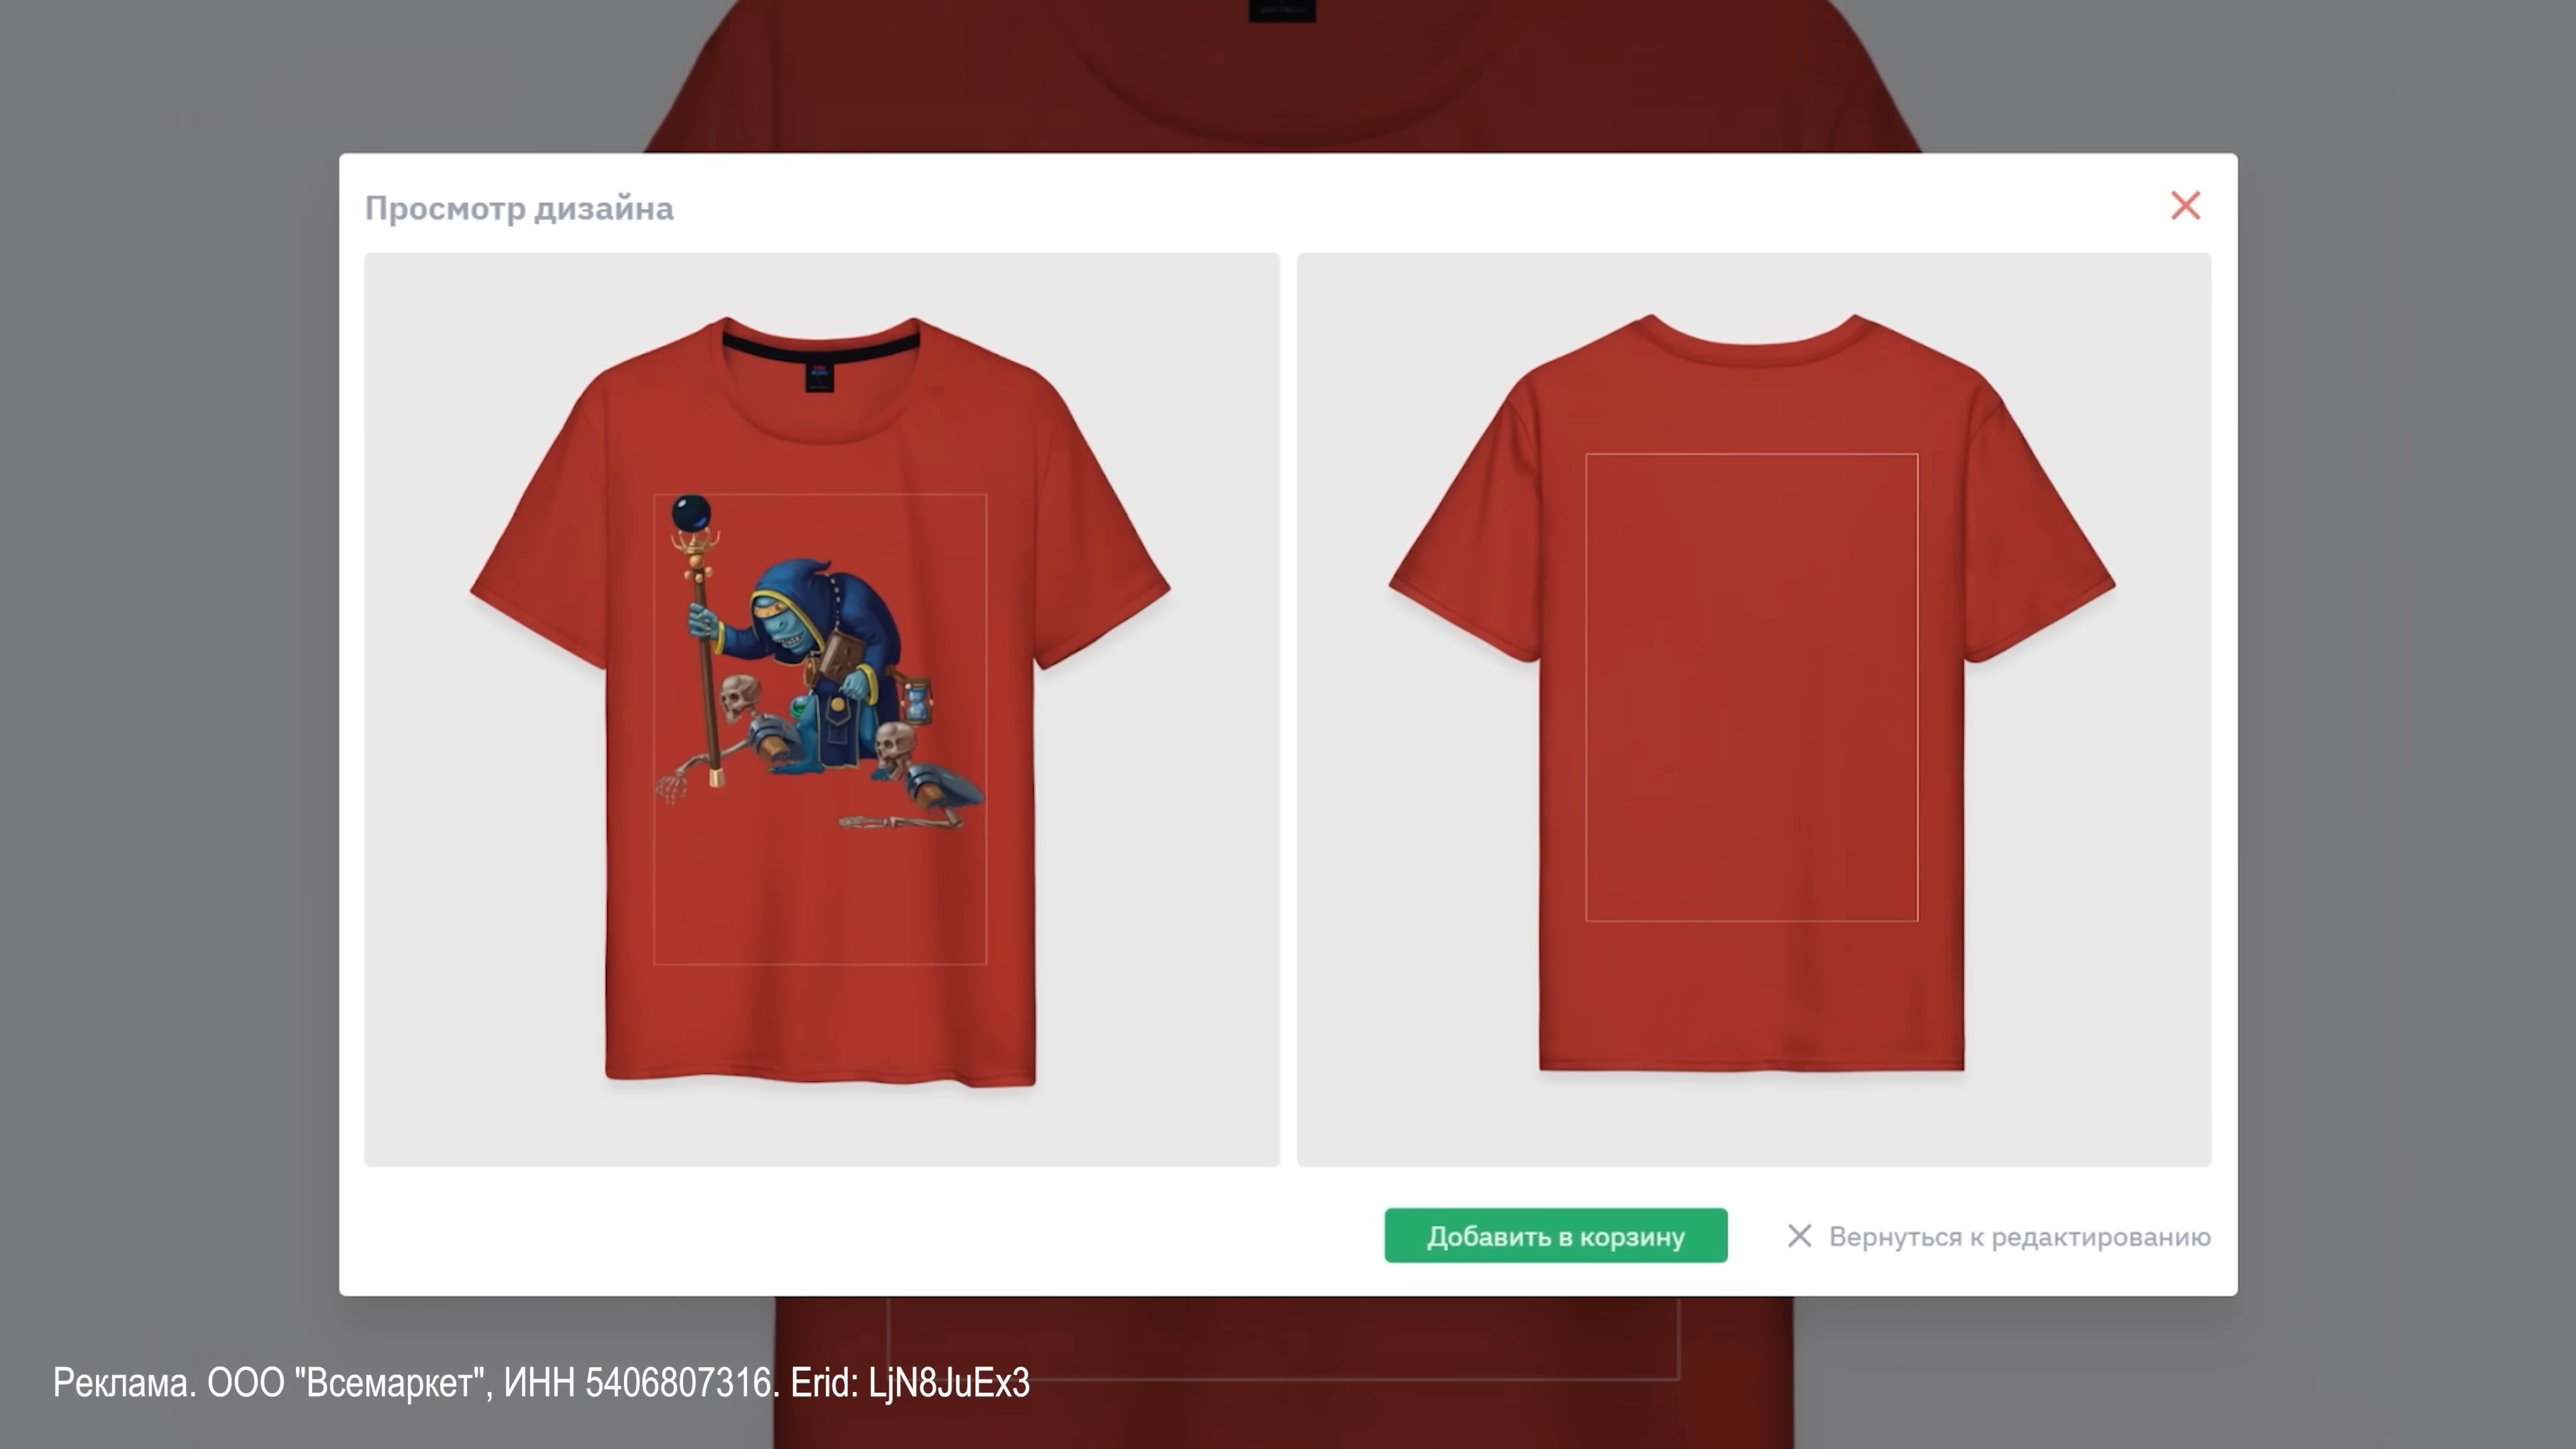 Просмотр дизайна
Добавить в корзину
Вернуться к редактированию
Реклама. ООО "Всемаркет", ИНН 5406807316. Erid: LjN8JuEx3